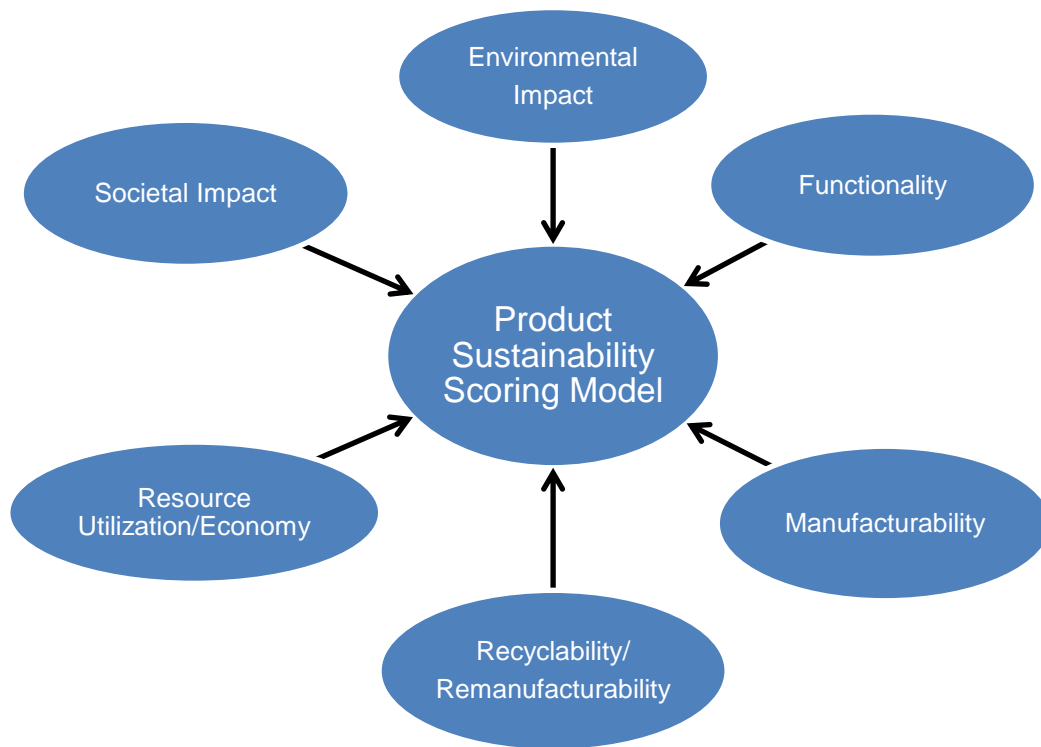 Environmental
Impact
Societal Impact
Functionality
Product
Sustainability
Scoring Model
Resource
Utilization/Economy
Manufacturability
Recyclability/
Remanufacturability